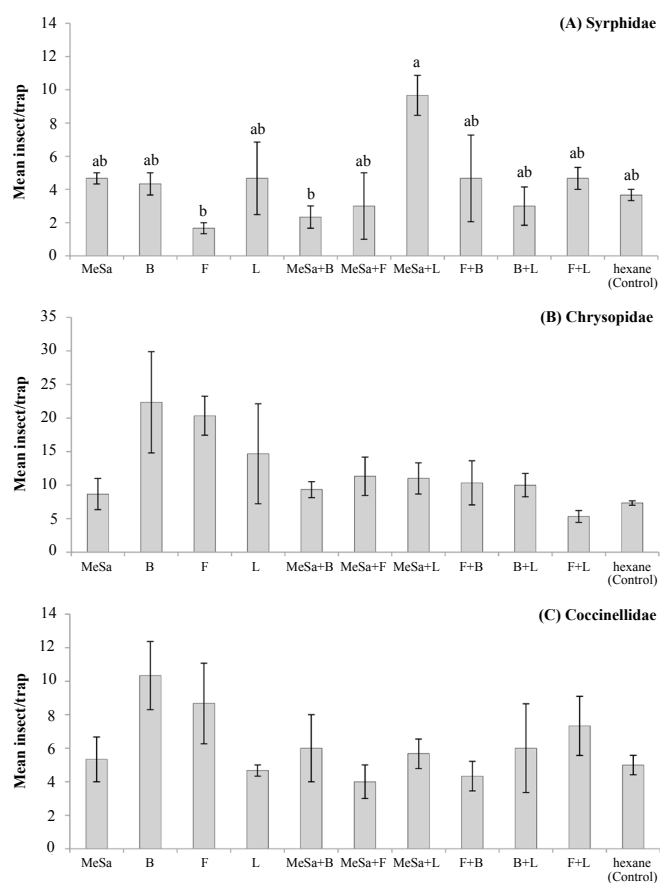 (A) Syrphidae
Mean insect/trap
14
12
10
8
6
4
2
0
ab
ab
b
ab
b
ab
a
ab
ab
ab
ab
MeSa
B
F
L
MeSa+B
MeSa+F
MeSa+L
F+B
B+L
F+L
hexane
(Control)
(B) Chrysopidae
Mean insect/trap
35
30
25
20
15
10
5
0
MeSa
B
F
L
MeSa+B
MeSa+F
MeSa+L
F+B
B+L
F+L
hexane
(Control)
(C) Coccinellidae
Mean insect/trap
14
12
10
8
6
4
2
0
MeSa
B
F
L
MeSa+B
MeSa+F
MeSa+L
F+B
B+L
F+L
hexane
(Control)